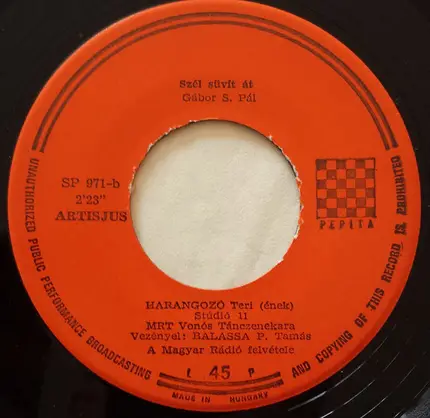 Szél süvít át
Gábor S. Pál
SP 971-b
2'23"
ARTISJUS
PEPITA
HARANGOZÓ Teri (ének)
Stúdió 11
MRT Vonós Tánczenekara
Vezényel: BALASSA P. Tamás
A Magyar Rádió felvétele
UNAUTHORIZED PUBLIC PERFORMANCE BROADCASTING AND COPYING OF THIS RECORD IS PROHIBITED
L 45 P
MADE IN HUNGARY